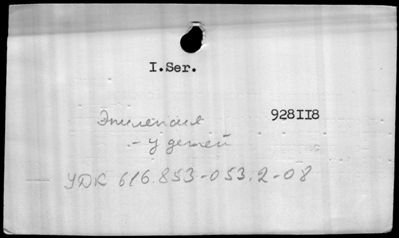 I.Ser.
Эпилепсия 928II8
- у детей
УДК 616.853-053.2-08